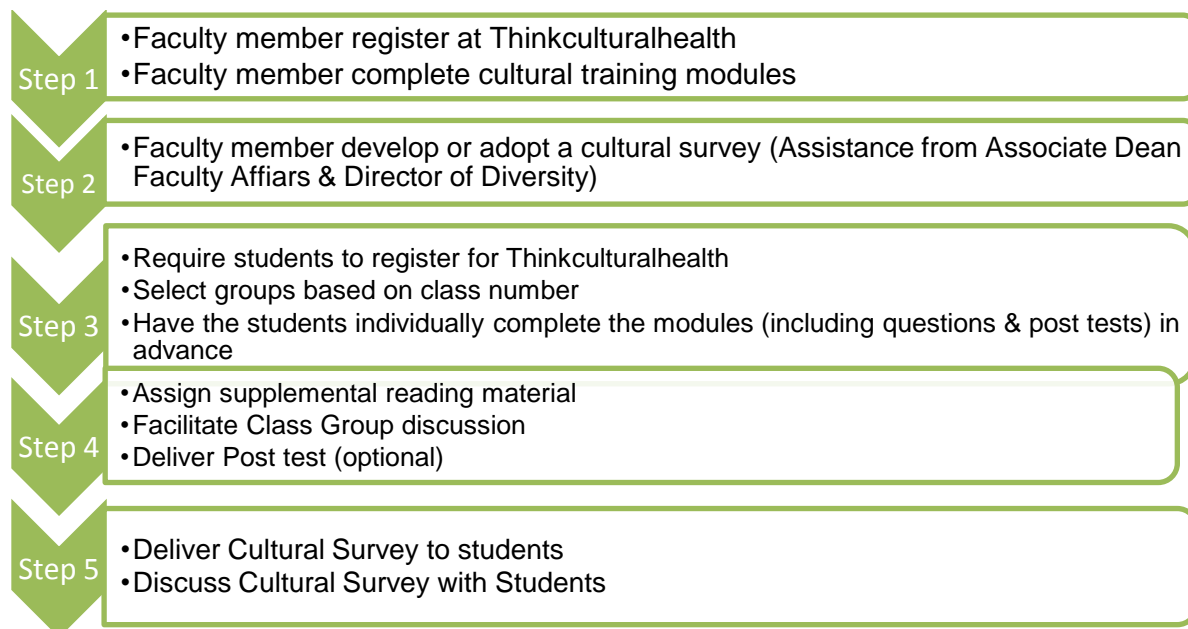 Step 1
•Faculty member register at Thinkculturalhealth
•Faculty member complete cultural training modules
Step 2
•Faculty member develop or adopt a cultural survey (Assistance from Associate Dean
Faculty Affiars & Director of Diversity)
Step 3
•Require students to register for Thinkculturalhealth
•Select groups based on class number
•Have the students individually complete the modules (including questions & post tests) in
advance
Step 4
•Assign supplemental reading material
•Facilitate Class Group discussion
•Deliver Post test (optional)
Step 5
•Deliver Cultural Survey to students
•Discuss Cultural Survey with Students